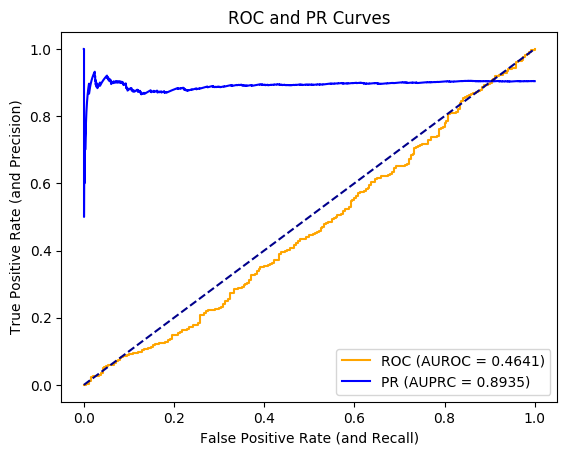 ROC and PR Curves
True Positive Rate (and Precision)
1.0
0.8
0.6
0.4
0.2
0.0
ROC (AUROC = 0.4641)
PR (AUPRC = 0.8935)
0.0 0.2 0.4 0.6 0.8 1.0
False Positive Rate (and Recall)